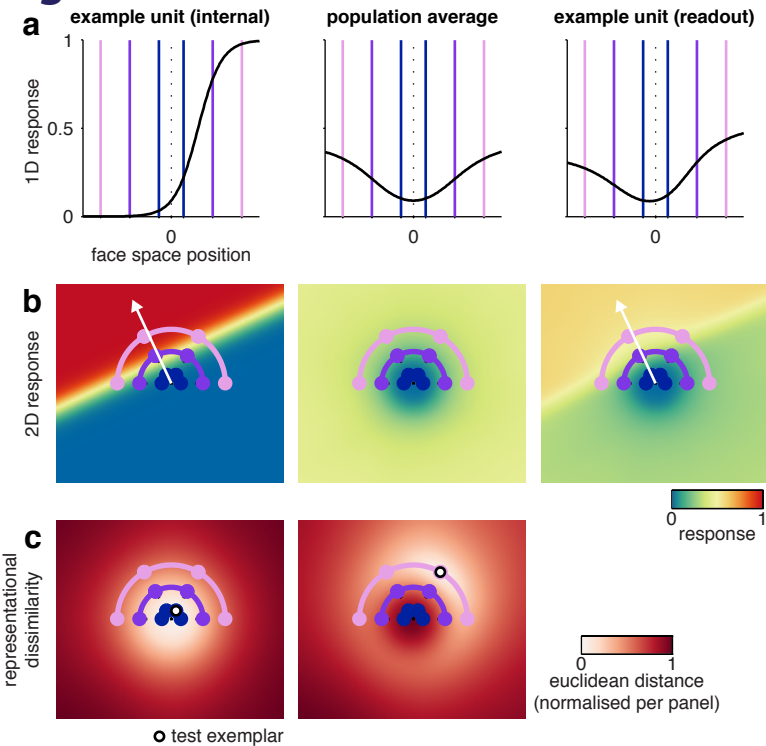 a
example unit (internal)
population average
example unit (readout)
1D response
1
0.5
0
0
0
0
face space position
b
2D response
0
1
response
c
representational
dissimilarity
0
1
euclidean distance
(normalised per panel)
test exemplar